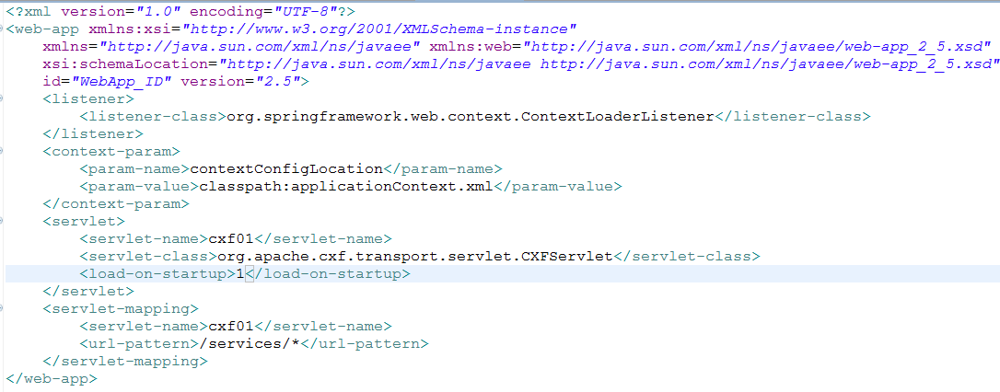 <?xml version="1.0" encoding="UTF-8"?>
<web-app xmlns:xsi="http://www.w3.org/2001/XMLSchema-instance"
    xmlns="http://java.sun.com/xml/ns/javaee" xmlns:web="http://java.sun.com/xml/ns/javaee/web-app_2_5.xsd"
    xsi:schemaLocation="http://java.sun.com/xml/ns/javaee http://java.sun.com/xml/ns/javaee/web-app_2_5.xsd"
    id="WebApp_ID" version="2.5">
    <listener>
        <listener-class>org.springframework.web.context.ContextLoaderListener</listener-class>
    </listener>
    <context-param>
        <param-name>contextConfigLocation</param-name>
        <param-value>classpath:applicationContext.xml</param-value>
    </context-param>
    <servlet>
        <servlet-name>cxf01</servlet-name>
        <servlet-class>org.apache.cxf.transport.servlet.CXFServlet</servlet-class>
        <load-on-startup>1</load-on-startup>
    </servlet>
    <servlet-mapping>
        <servlet-name>cxf01</servlet-name>
        <url-pattern>/services/*</url-pattern>
    </servlet-mapping>
</web-app>